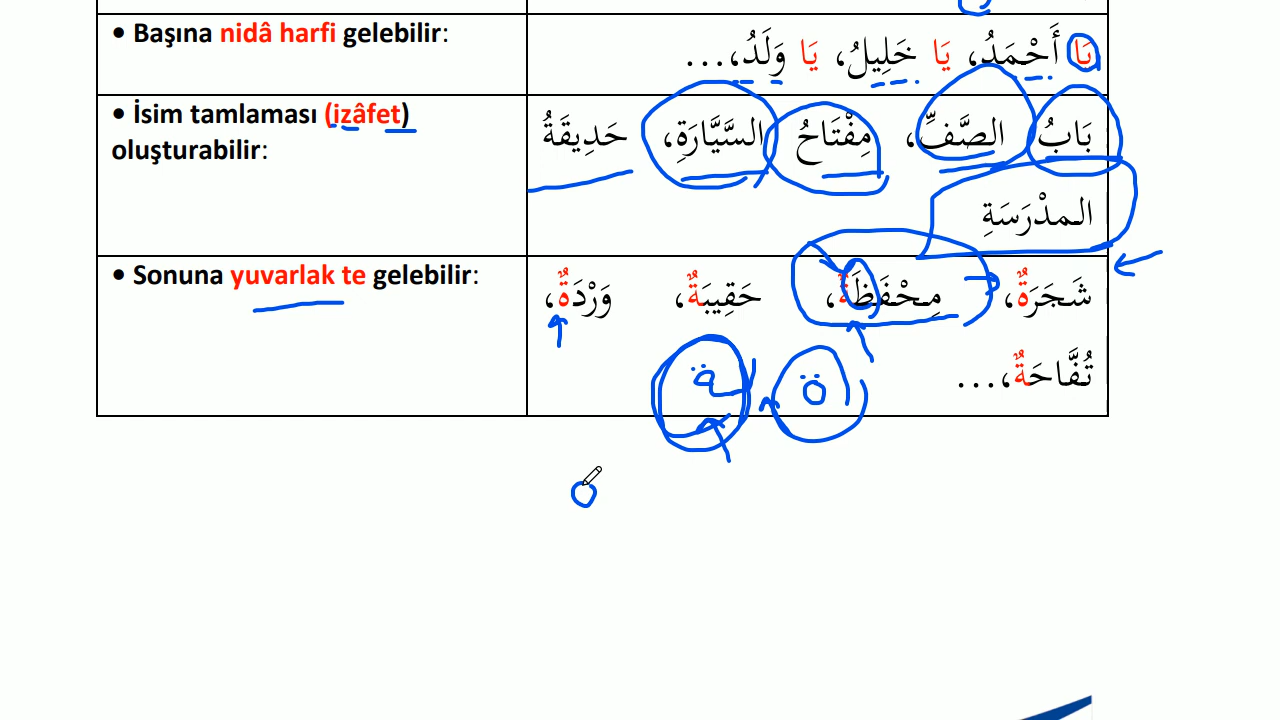 • Başına nidâ harfi gelebilir:
يَا أَحْمَدُ، يَا خَلِيلُ، يَا وَلَدُ،...
• İsim tamlaması (izâfet)
oluşturabilir:
بَابُ الصَّفِّ، مِفْتَاحُ السَّيَّارَةِ، حَدِيقَةُ
المدْرَسَةِ
• Sonuna yuvarlak te gelebilir:
شَجَرَةٌ، مِحْفَظَةٌ، حَقِيبَةٌ، وَرْدَةٌ،
تُفَّاحَةٌ،...
ة ـة